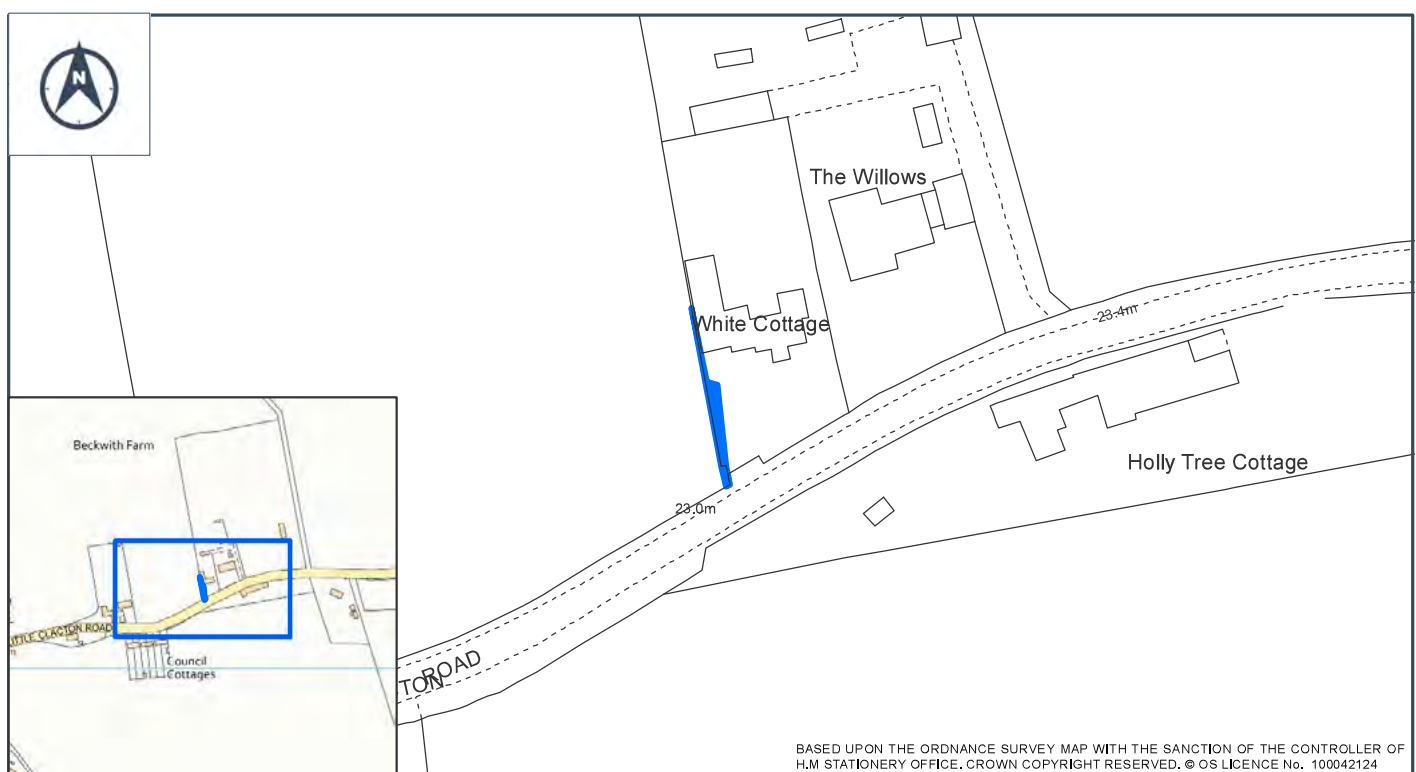 N
The Willows
White Cottage
23.4m
Holly Tree Cottage
23.0m
TON ROAD
Beckwith Farm
ITTLE CLACTON ROAD
Council
Cottages
BASED UPON THE ORDNANCE SURVEY MAP WITH THE SANCTION OF THE CONTROLLER OF
H.M STATIONERY OFFICE. CROWN COPYRIGHT RESERVED. © OS LICENCE No. 100042124